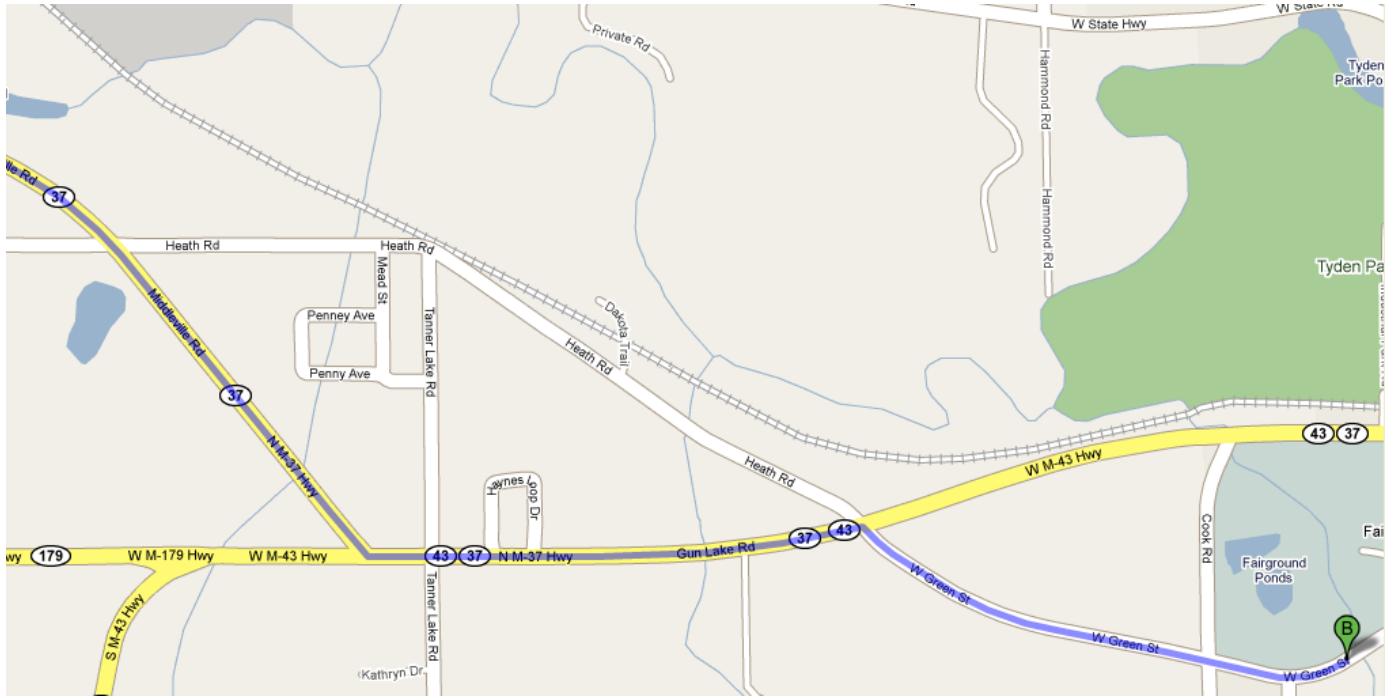 W State Rd
W State Hwy
Private Rd
Hammond Rd
Tyden
Park Po
lle Rd
37
Hammond Rd
Heath Rd
Heath Rd
Mead St
Tyden Pa
Middleville Rd
Penney Ave
Tanner Lake Rd
Dakota Trail
Heath Rd
Penny Ave
37
43
37
N M-37 Hwy
W M-43 Hwy
Heath Rd
Haynes Loop Dr
Cook Rd
37
43
Fai
wy
179
W M-179 Hwy
W M-43 Hwy
43
37
N M-37 Hwy
Gun Lake Rd
Fairground
Ponds
W Green St
Tanner Lake Rd
S M-43 Hwy
B
W Green St
Kathryn Dr
W Green St